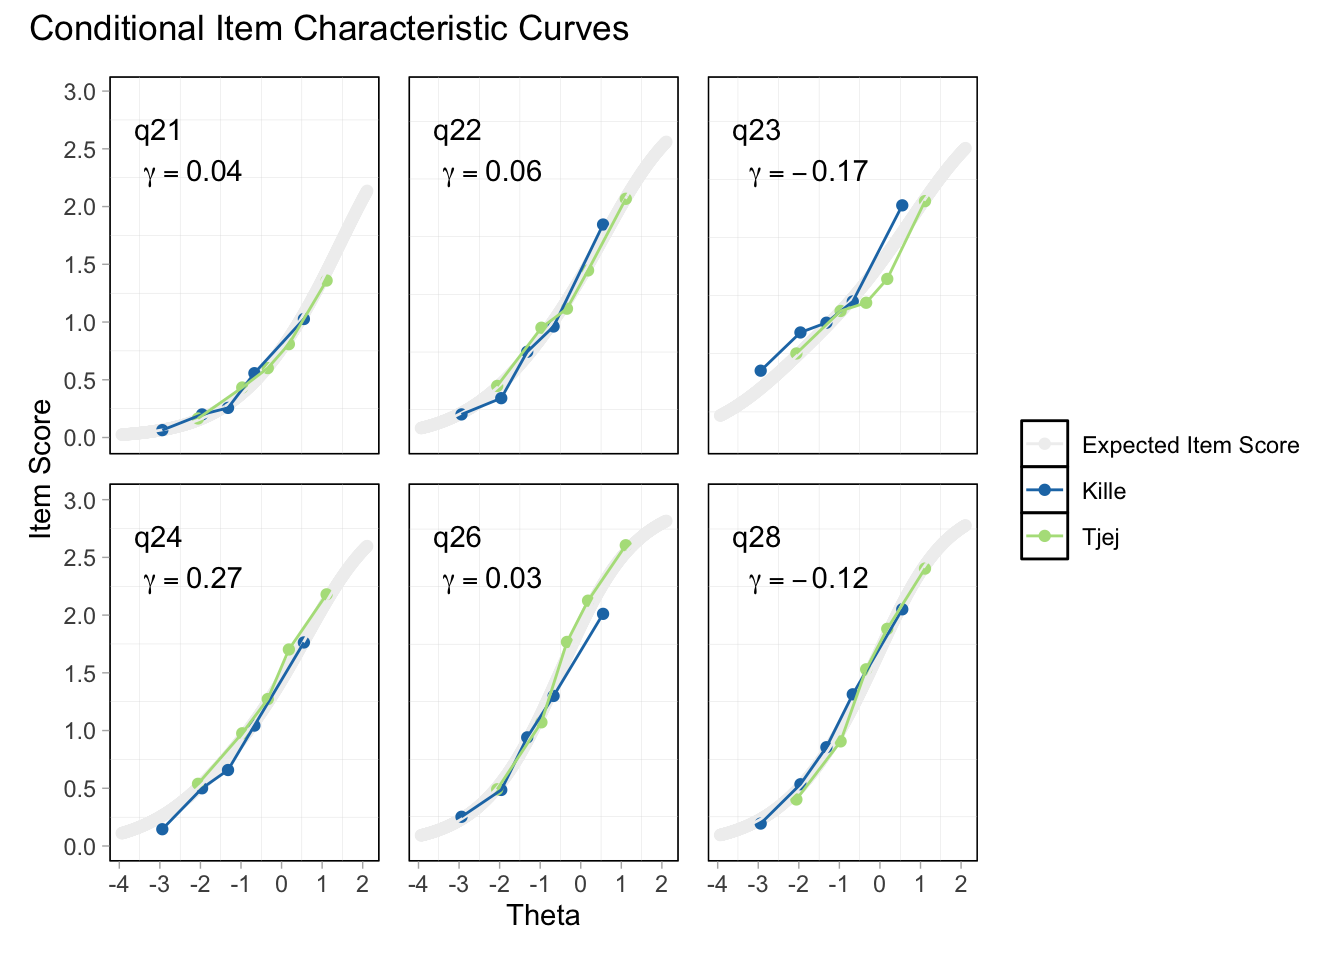 Conditional Item Characteristic Curves
Item Score
3.0
2.5
2.0
1.5
1.0
0.5
0.0
q21
γ = 0.04
q22
γ = 0.06
q23
γ = −0.17
3.0
2.5
2.0
1.5
1.0
0.5
0.0
q24
γ = 0.27
q26
γ = 0.03
q28
γ = −0.12
-4 -3 -2 -1 0 1 2
-4 -3 -2 -1 0 1 2
-4 -3 -2 -1 0 1 2
Theta
Expected Item Score
Kille
Tjej